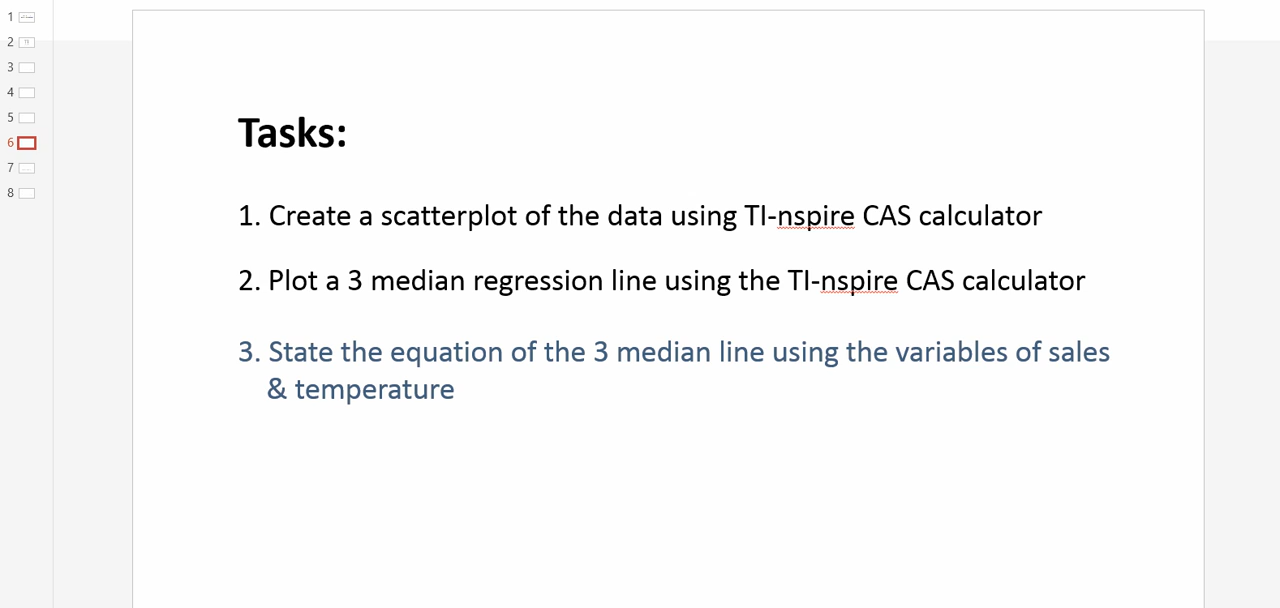 1
2
3
4
5
6
7
8
Tasks:
1. Create a scatterplot of the data using TI-nspire CAS calculator
2. Plot a 3 median regression line using the TI-nspire CAS calculator
3. State the equation of the 3 median line using the variables of sales
& temperature